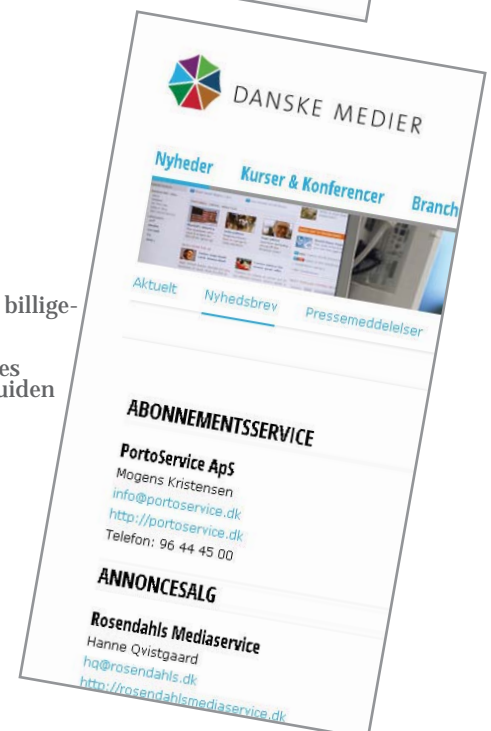 DANSKE MEDIER
Nyheder Kurser & Konferencer Branch
Aktuelt Nyhedsbrev Pressemeddelelser
billige-
es
uiden
ABONNEMENTSSERVICE
PortoService ApS
Mogens Kristensen
info@portoservice.dk
http://portoservice.dk
Telefon: 96 44 45 00
ANNONCESALG
Rosendahls Mediaservice
Hanne Qvistgaard
hq@rosendahls.dk
http://rosendahlsmediaservice.dk